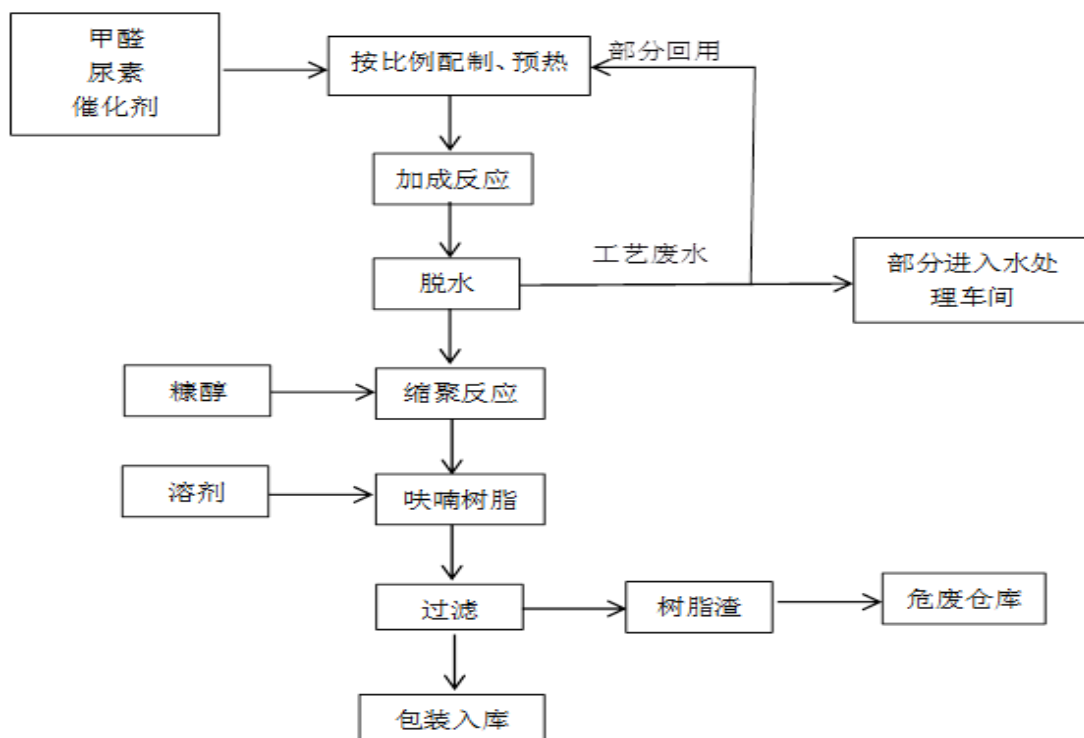 甲醛
尿素
催化剂
按比例配制、预热
部分回用
加成反应
脱水
工艺废水
部分进入水处
理车间
糠醇
缩聚反应
溶剂
呋喃树脂
过滤
树脂渣
危废仓库
包装入库